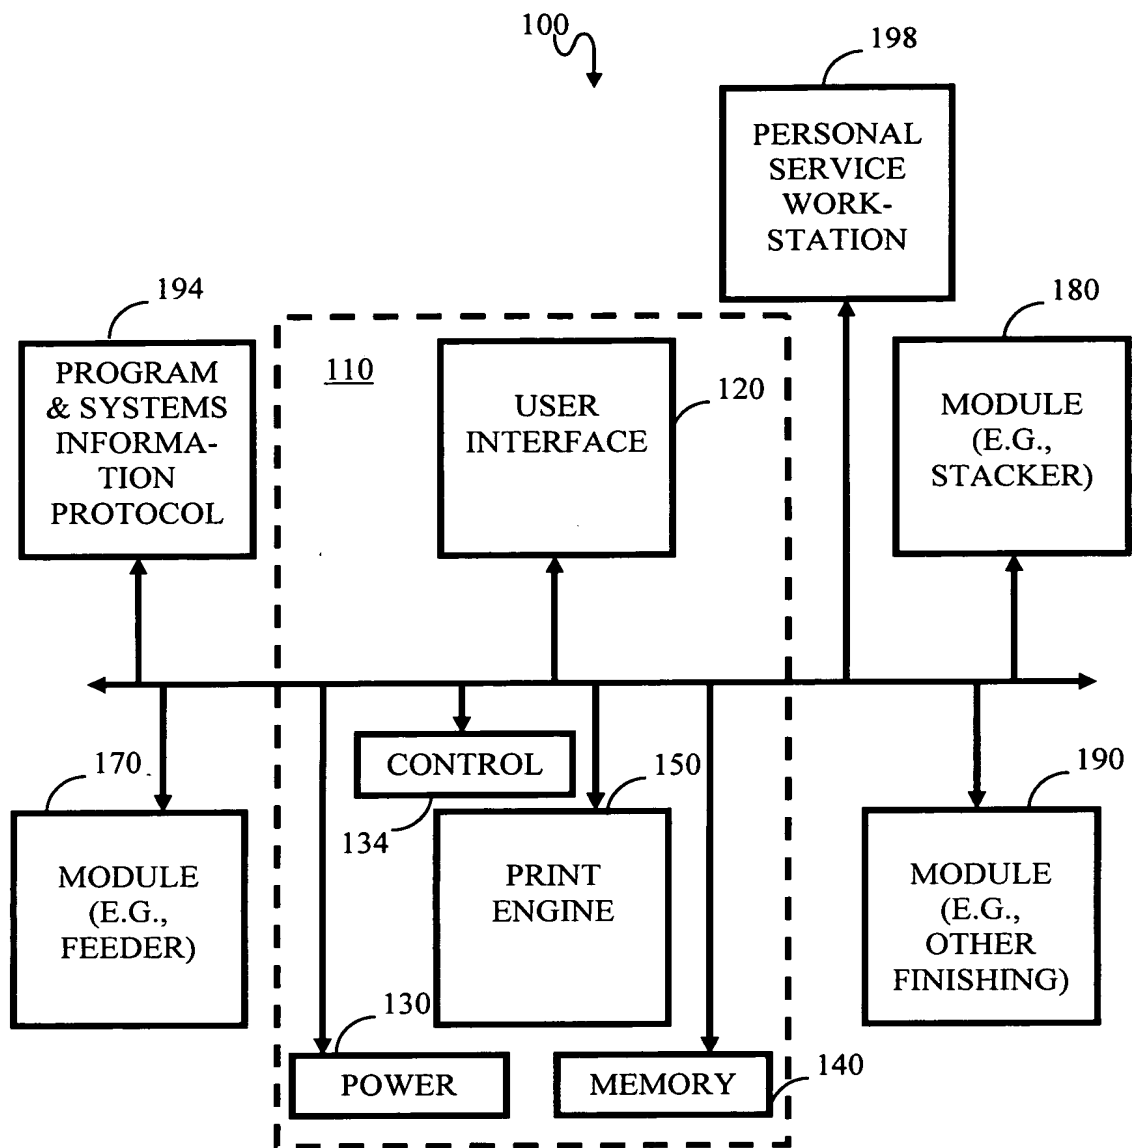 100
198
PERSONAL
SERVICE
WORK-
STATION
194
180
PROGRAM
& SYSTEMS
INFORMA-
TION
PROTOCOL
110
USER
INTERFACE
120
MODULE
(E.G.,
STACKER)
170
CONTROL
134
150
190
MODULE
(E.G.,
FEEDER)
PRINT
ENGINE
MODULE
(E.G.,
OTHER
FINISHING)
130
POWER
MEMORY
140